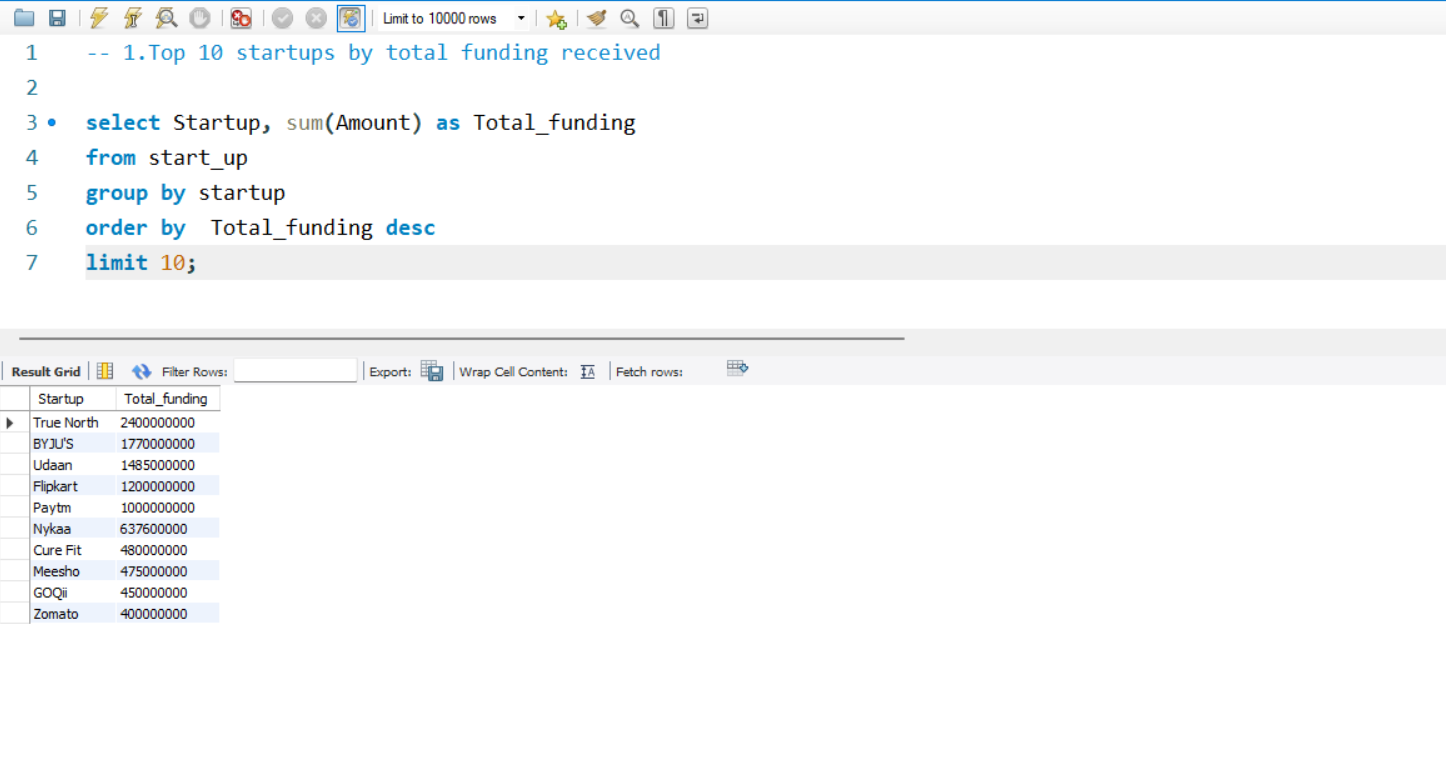 Limit to 10000 rows
1 -- 1.Top 10 startups by total funding received
2
3 select Startup, sum(Amount) as Total_funding
4 from start_up
5 group by startup
6 order by  Total_funding desc
7 limit 10;
Result Grid Filter Rows: Export: Wrap Cell Content: Fetch rows:
Startup Total_funding
True North 2400000000
BYJU'S 1770000000
Udaan 1485000000
Flipkart 1200000000
Paytm 1000000000
Nykaa 637600000
Cure Fit 480000000
Meesho 475000000
GOQii 450000000
Zomato 400000000